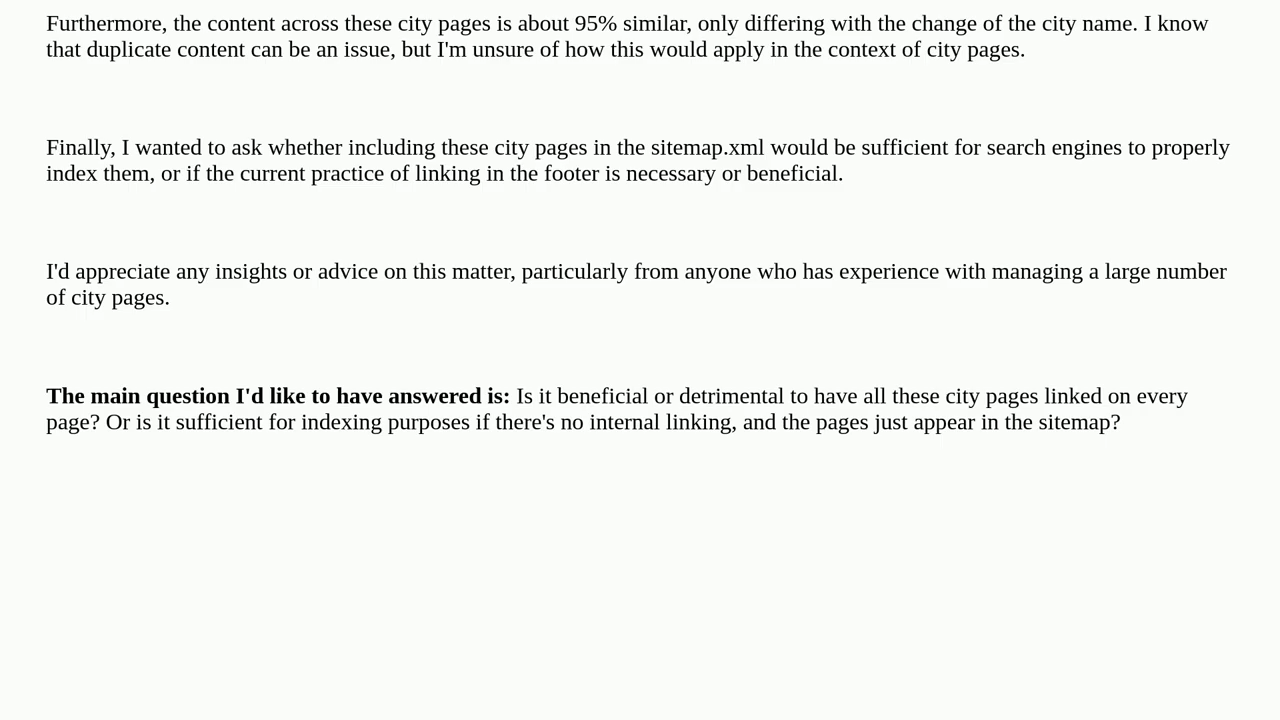 Furthermore, the content across these city pages is about 95% similar, only differing with the change of the city name. I know
that duplicate content can be an issue, but I'm unsure of how this would apply in the context of city pages.
Finally, I wanted to ask whether including these city pages in the sitemap.xml would be sufficient for search engines to properly
index them, or if the current practice of linking in the footer is necessary or beneficial.
I'd appreciate any insights or advice on this matter, particularly from anyone who has experience with managing a large number
of city pages.
The main question I'd like to have answered is: Is it beneficial or detrimental to have all these city pages linked on every
page? Or is it sufficient for indexing purposes if there's no internal linking, and the pages just appear in the sitemap?